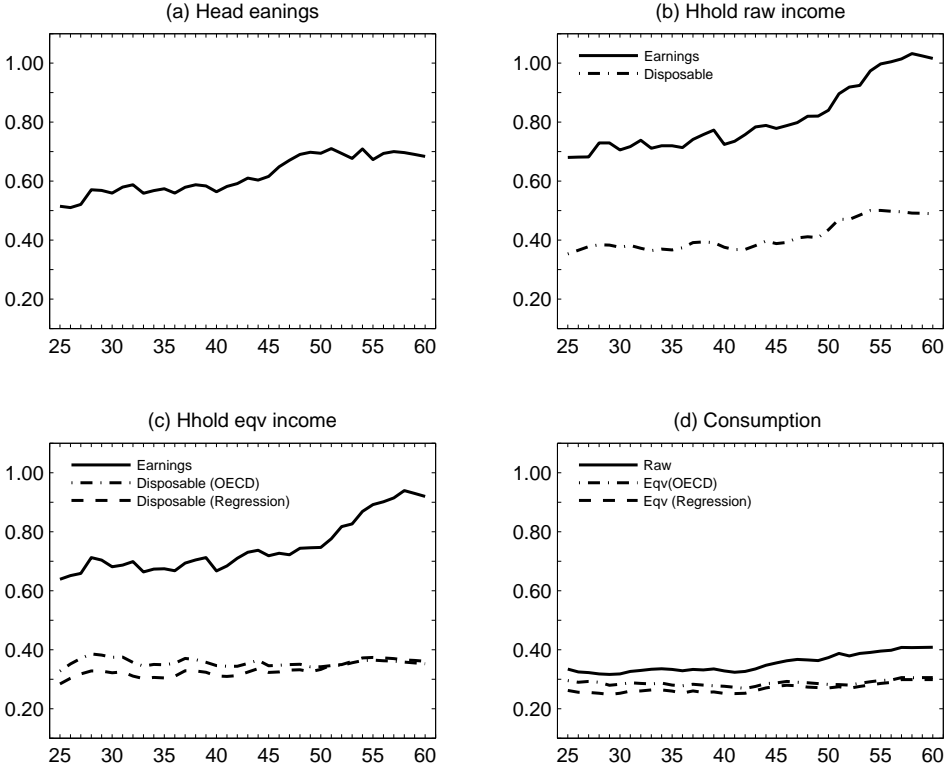 (a) Head eanings
1.00
0.80
0.60
0.40
0.20
25 30 35 40 45 50 55 60
(b) Hhold raw income
Earnings
Disposable
1.00
0.80
0.60
0.40
0.20
25 30 35 40 45 50 55 60
(c) Hhold eqv income
Earnings
Disposable (OECD)
Disposable (Regression)
1.00
0.80
0.60
0.40
0.20
25 30 35 40 45 50 55 60
(d) Consumption
Raw
Eqv(OECD)
Eqv (Regression)
1.00
0.80
0.60
0.40
0.20
25 30 35 40 45 50 55 60